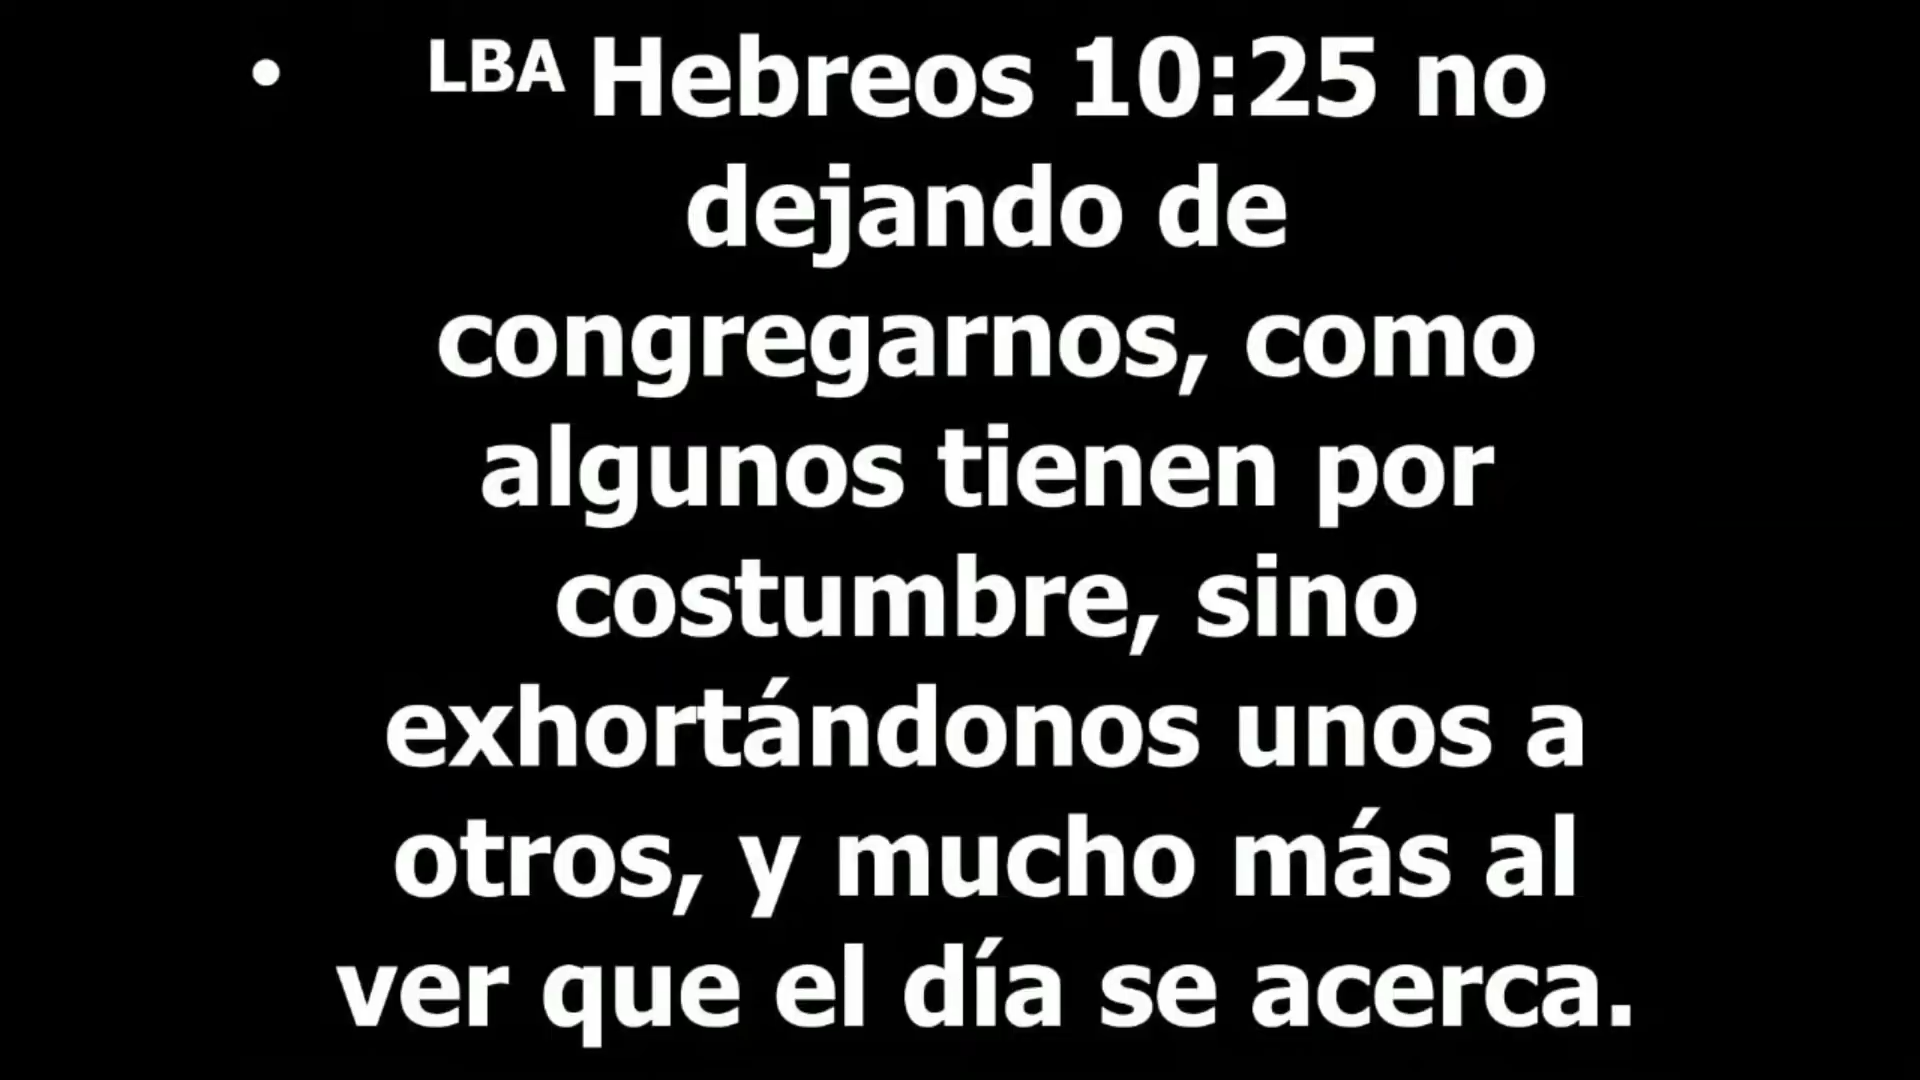 • LBA Hebreos 10:25 no
dejando de
congregarnos, como
algunos tienen por
costumbre, sino
exhortándonos unos a
otros, y mucho más al
ver que el día se acerca.